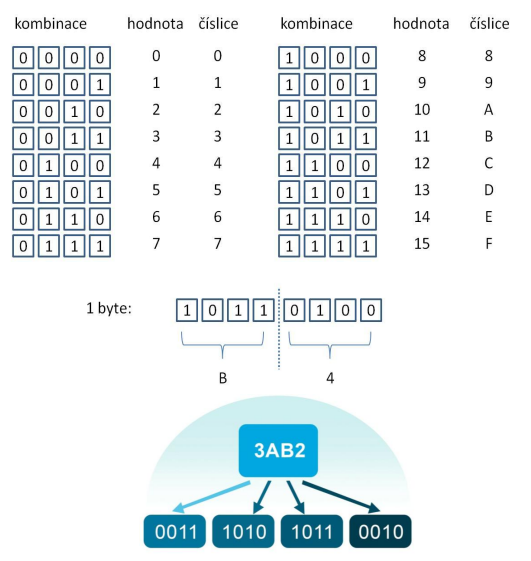 kombinace hodnota číslice kombinace hodnota číslice
0 0 0 0 0 0 1 0 0 0 8 8
0 0 0 1 1 1 1 0 0 1 9 9
0 0 1 0 2 2 1 0 1 0 10 A
0 0 1 1 3 3 1 0 1 1 11 B
0 1 0 0 4 4 1 1 0 0 12 C
0 1 0 1 5 5 1 1 0 1 13 D
0 1 1 0 6 6 1 1 1 0 14 E
0 1 1 1 7 7 1 1 1 1 15 F
1 byte: 1 0 1 1 0 1 0 0
B 4
3AB2
0011 1010 1011 0010